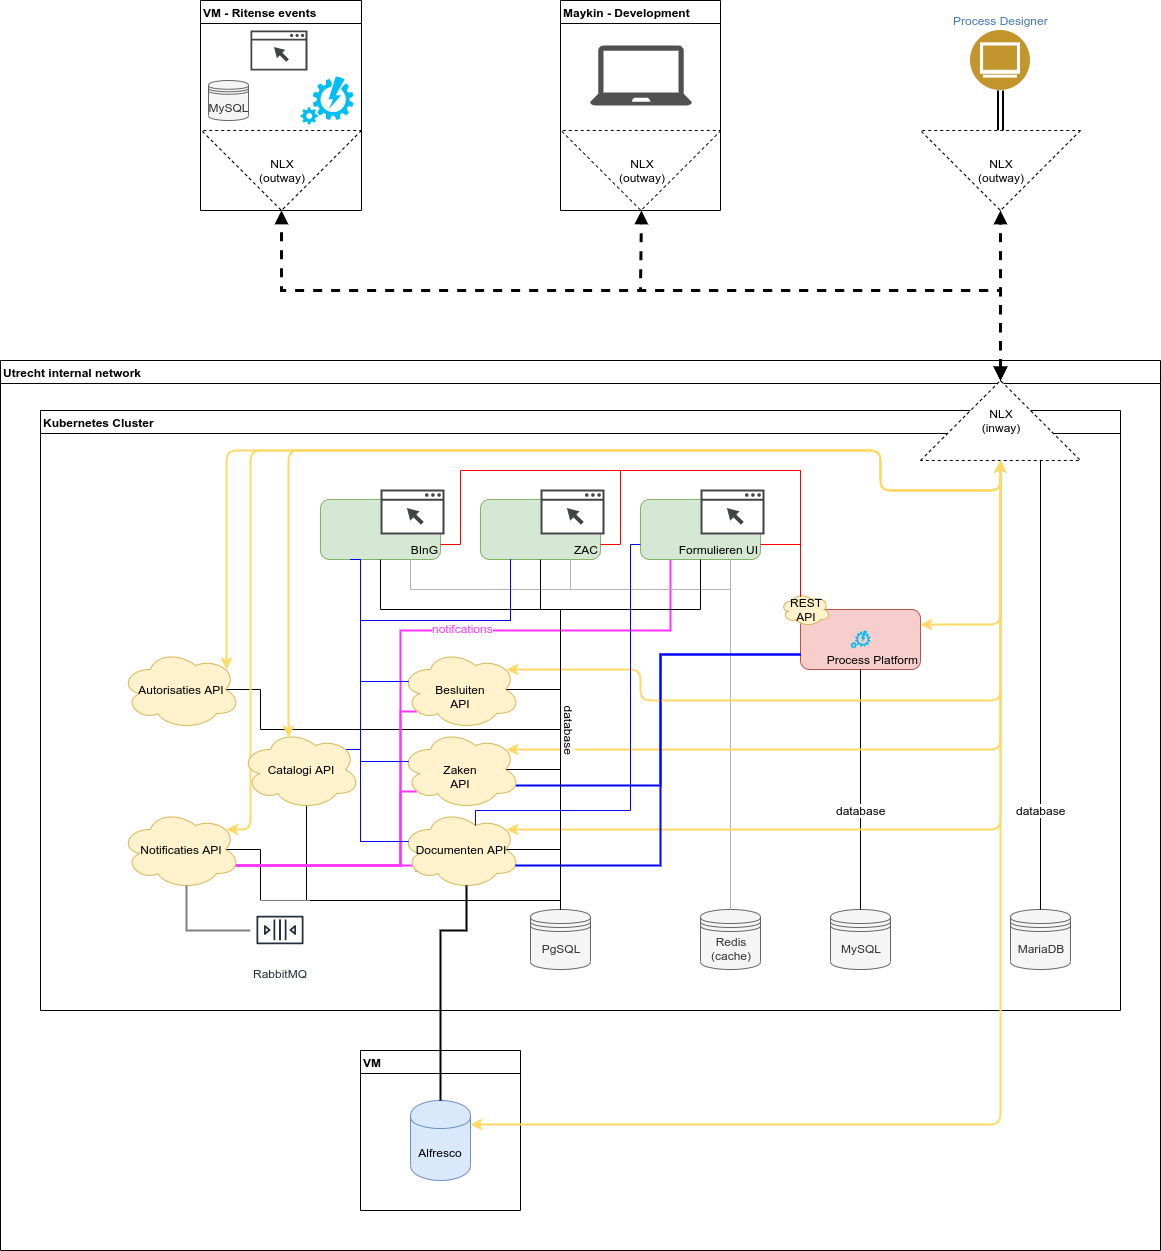 VM - Ritense events
Maykin - Development
Process Designer
MySQL
NLX
(outway)
NLX
(outway)
NLX
(outway)
Utrecht internal network
Kubernetes Cluster
NLX
(inway)
BInG
ZAC
Formulieren UI
REST
API
notifcations
Process Platform
Autorisaties API
Besluiten
API
database
Catalogi API
Zaken
API
database
database
Notificaties API
Documenten API
PgSQL
Redis
(cache)
MySQL
MariaDB
RabbitMQ
VM
Alfresco